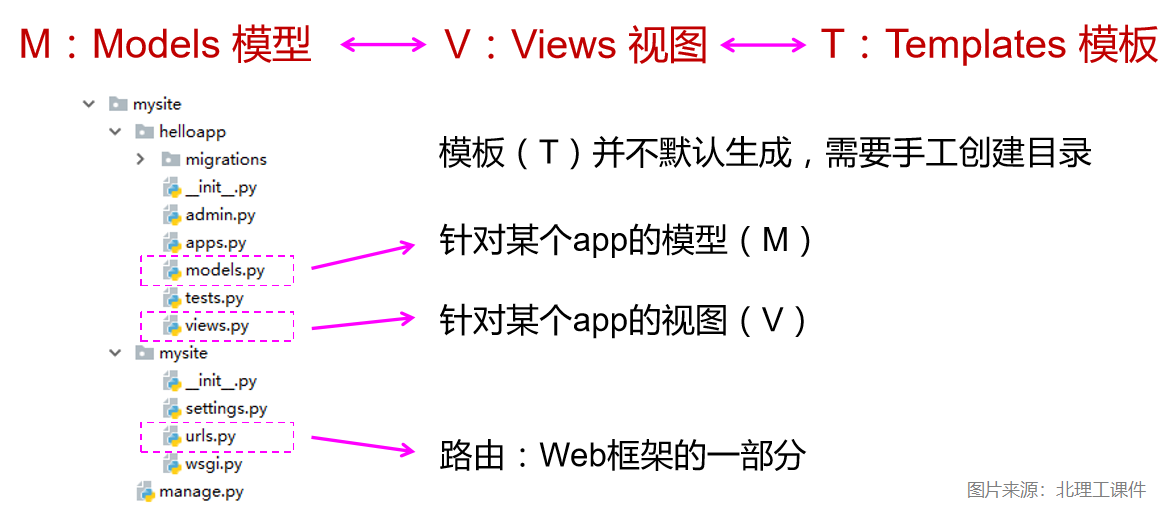 M：Models 模型
V：Views 视图
T：Templates 模板
mysite
helloapp
migrations
__init__.py
admin.py
apps.py
models.py
tests.py
views.py
mysite
__init__.py
settings.py
urls.py
wsgi.py
manage.py
模板（T）并不默认生成，需要手工创建目录
针对某个app的模型（M）
针对某个app的视图（V）
路由：Web框架的一部分
图片来源：北理工课件